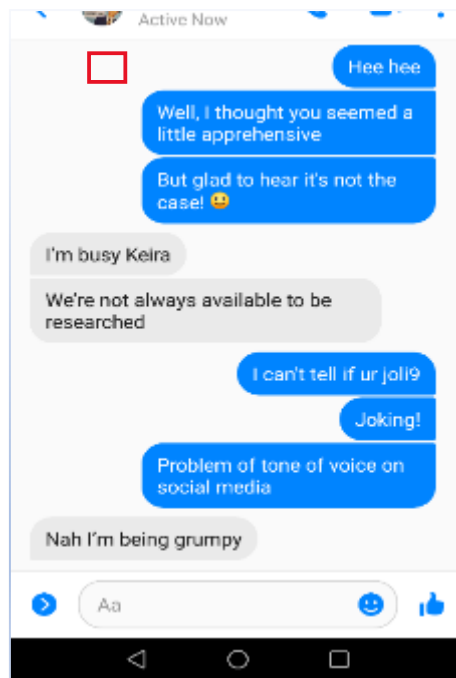 Active Now
Hee hee
Well, I thought you seemed a
little apprehensive
But glad to hear it's not the
case! 😀
I'm busy Keira
We're not always available to be
researched
I can't tell if ur joli9
Joking!
Problem of tone of voice on
social media
Nah I'm being grumpy
Aa